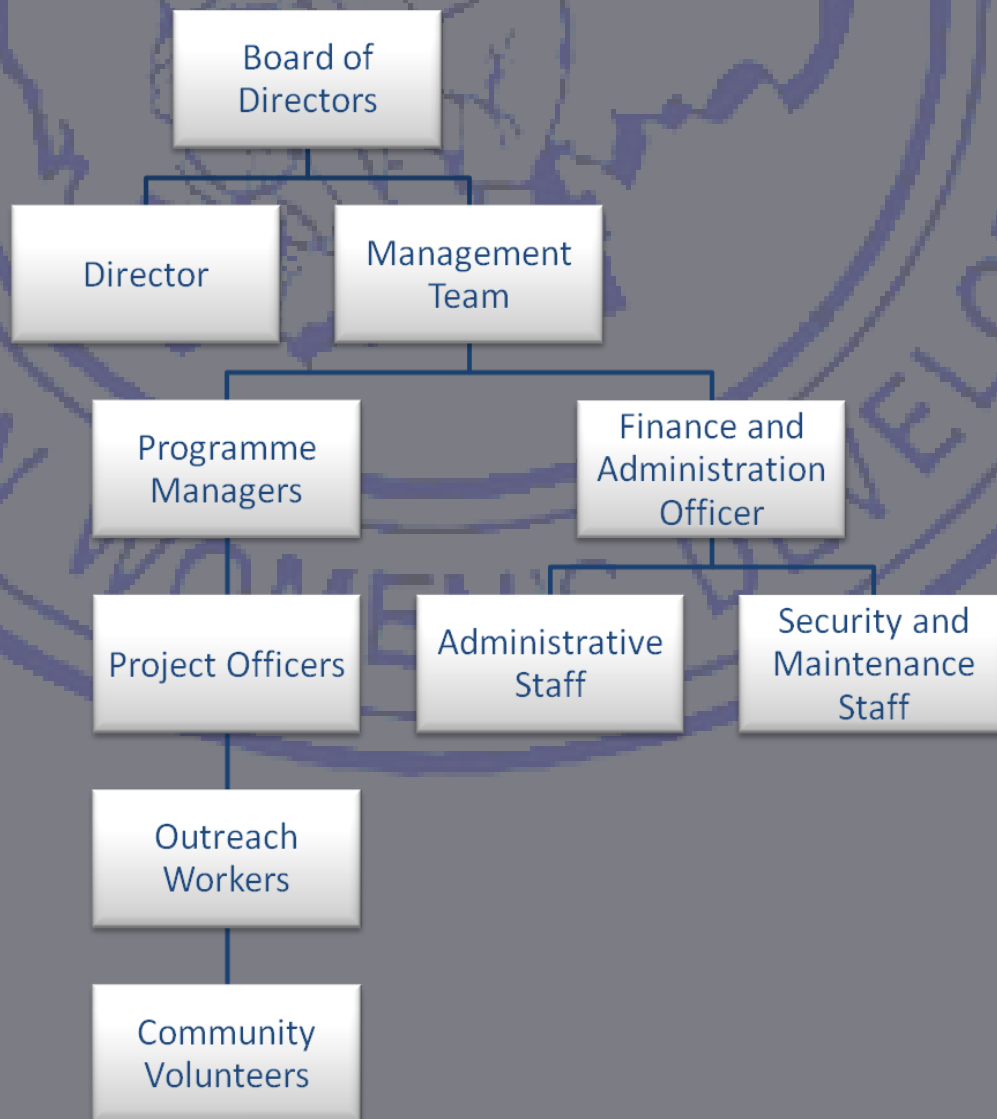 Board of
Directors
Director
Management
Team
Programme
Managers
Finance and
Administration
Officer
Project Officers
Administrative
Staff
Security and
Maintenance
Staff
Outreach
Workers
Community
Volunteers